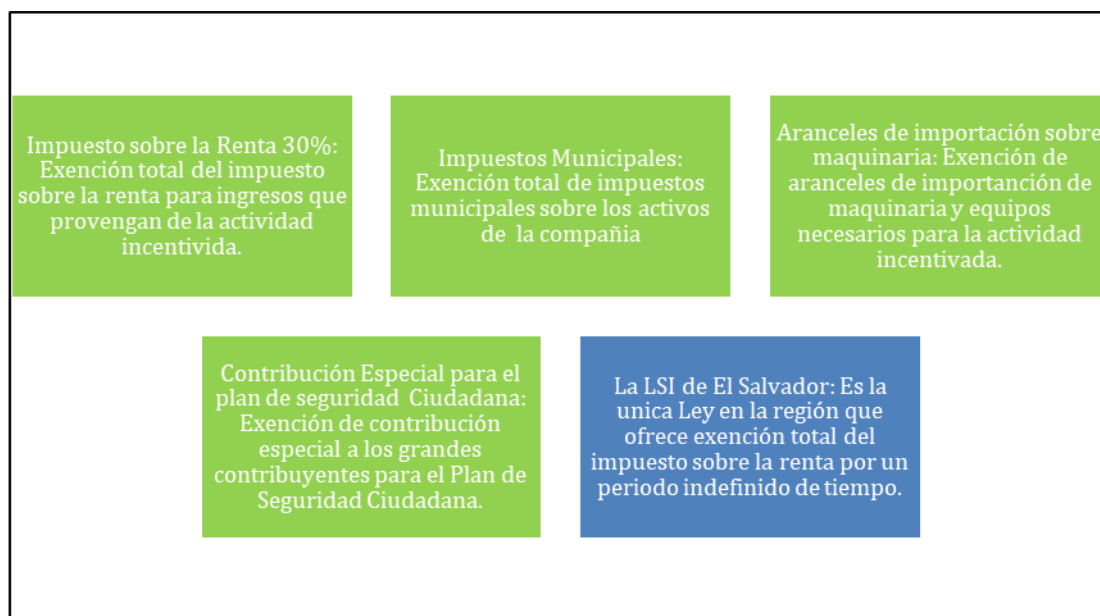 Impuesto sobre la Renta 30%:
Exención total del impuesto
sobre la renta para ingresos que
provengan de la actividad
incentivida.
Impuestos Municipales:
Exención total de impuestos
municipales sobre los activos
de la compañia
Aranceles de importación sobre
maquinaria: Exención de
aranceles de importanción de
maquinaria y equipos
necesarios para la actividad
incentivada.
Contribución Especial para el
plan de seguridad Ciudadana:
Exención de contribución
especial a los grandes
contribuyentes para el Plan de
Seguridad Ciudadana.
La LSI de El Salvador: Es la
unica Ley en la región que
ofrece exención total del
impuesto sobre la renta por un
periodo indefinido de tiempo.